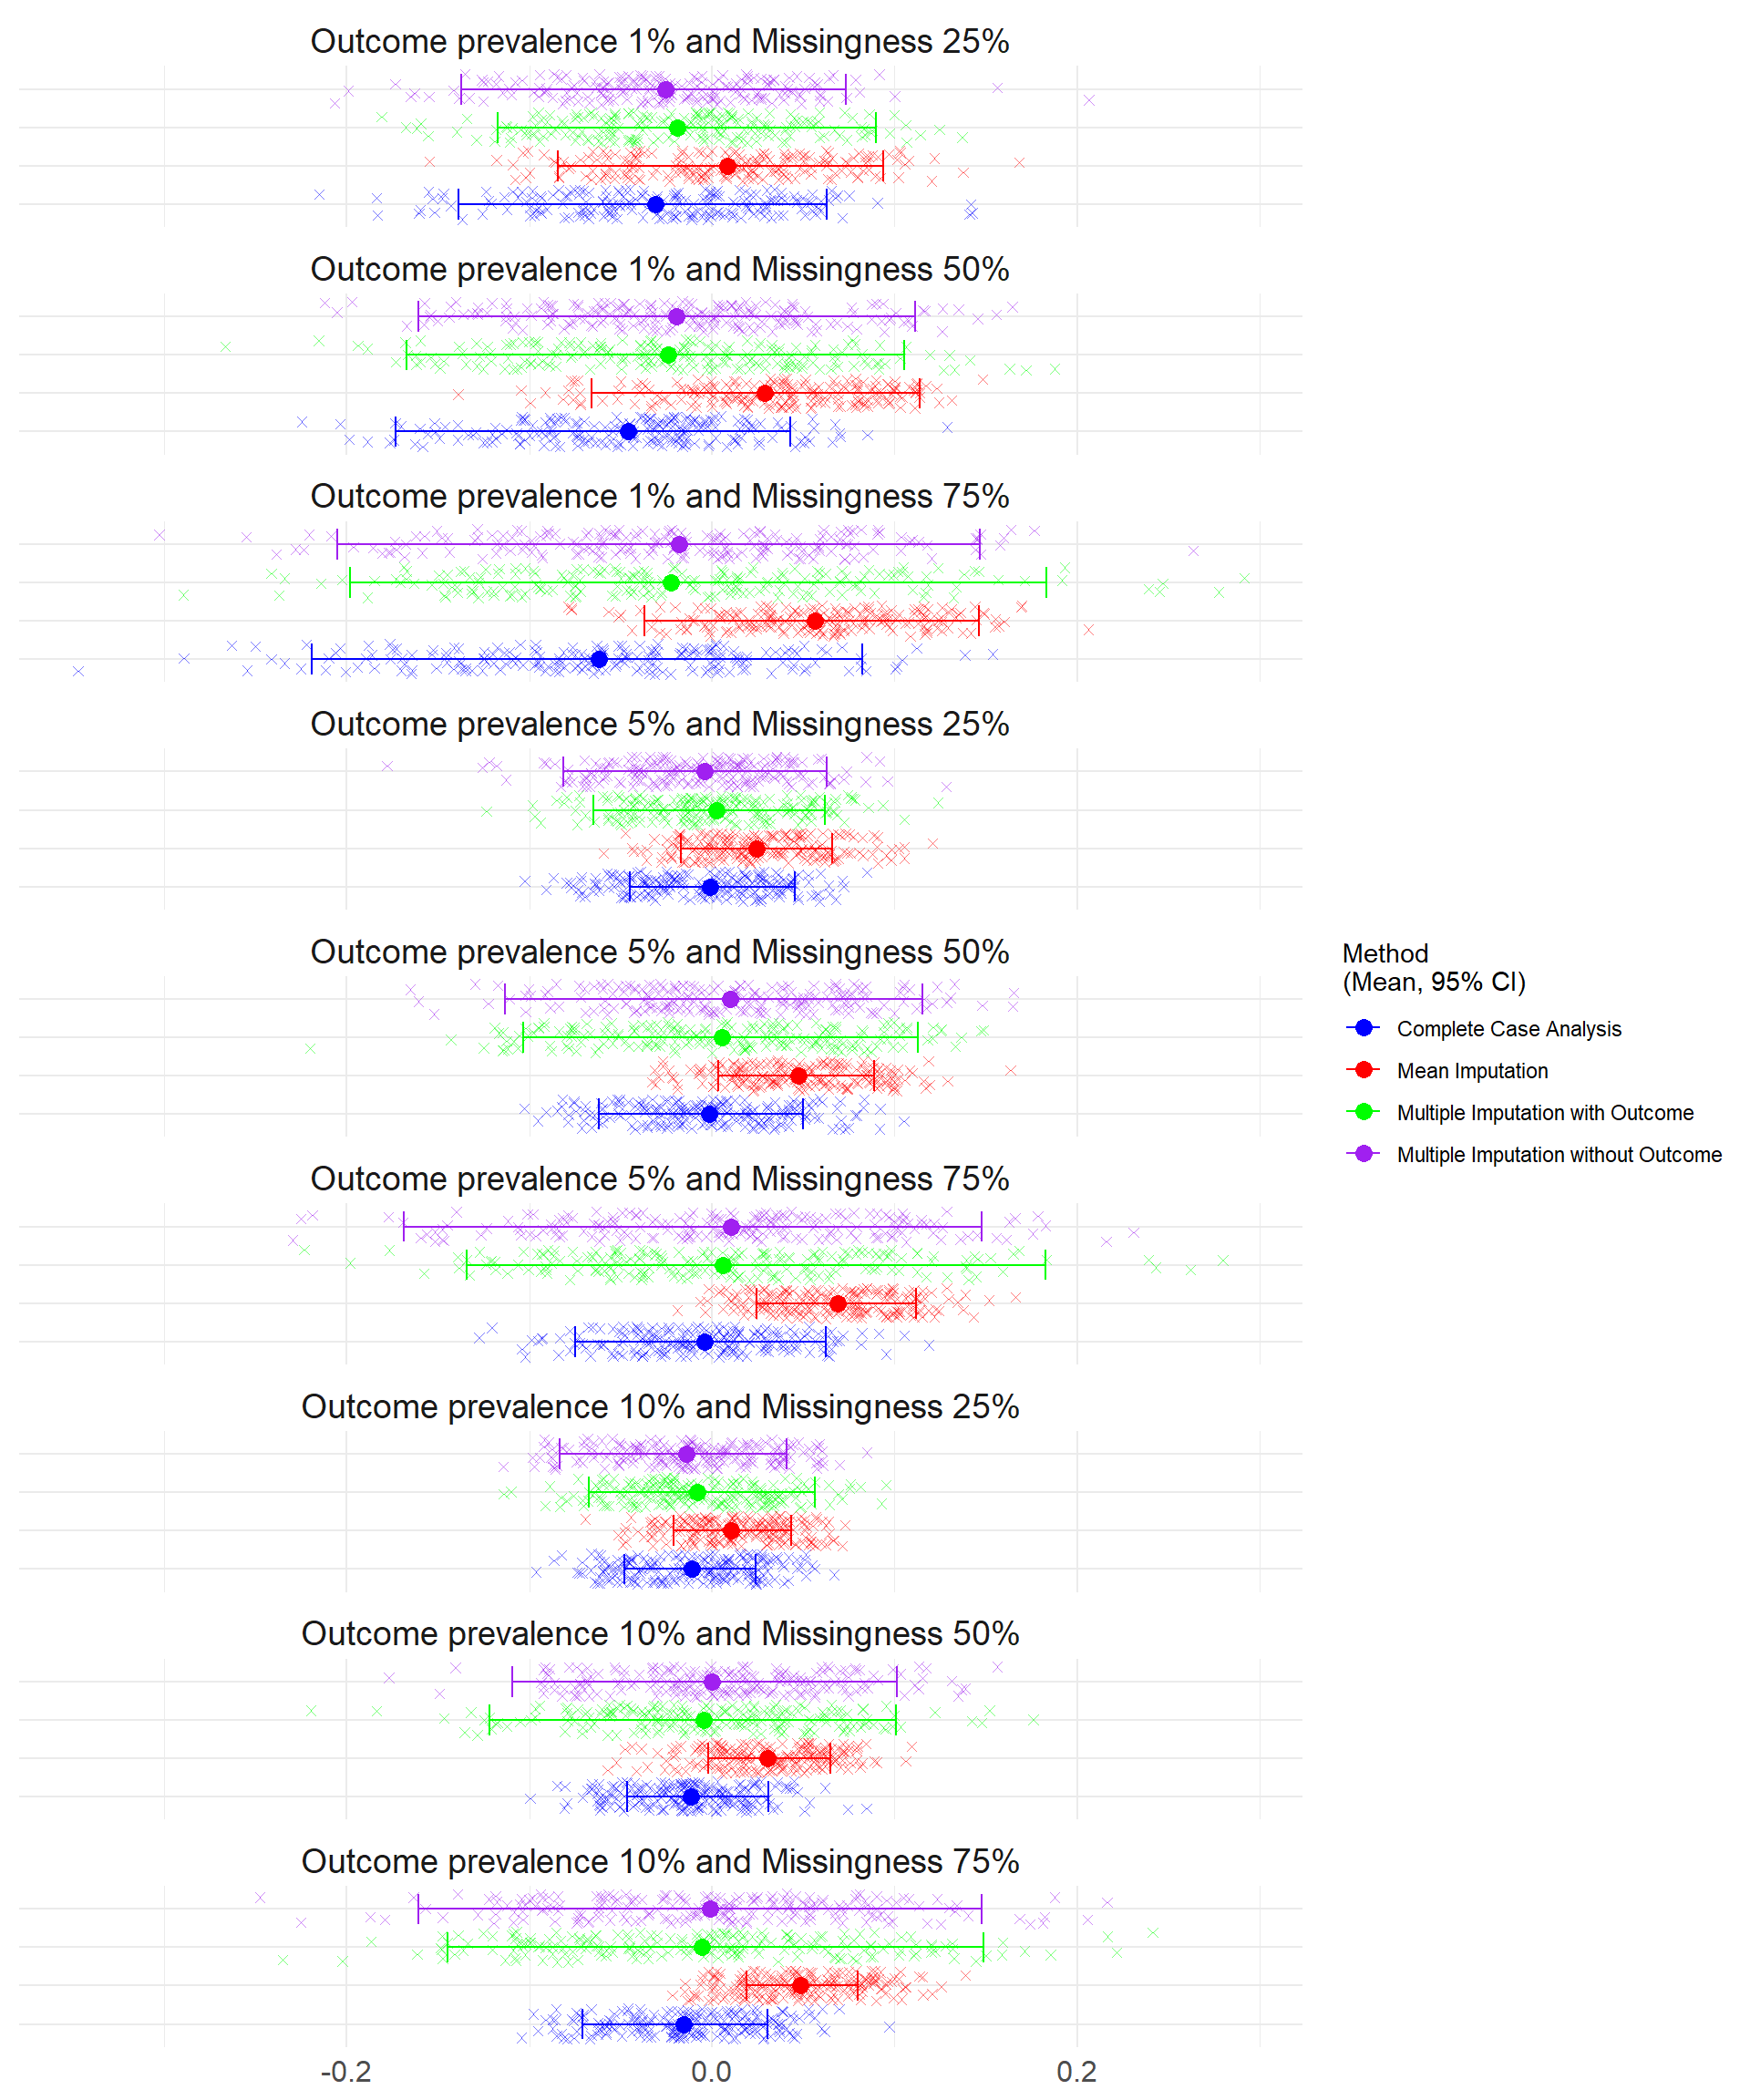 Outcome prevalence 1% and Missingness 25%
Outcome prevalence 1% and Missingness 50%
Outcome prevalence 1% and Missingness 75%
Outcome prevalence 5% and Missingness 25%
Outcome prevalence 5% and Missingness 50%
Outcome prevalence 5% and Missingness 75%
Outcome prevalence 10% and Missingness 25%
Outcome prevalence 10% and Missingness 50%
Outcome prevalence 10% and Missingness 75%
-0.2 0.0 0.2
Method
(Mean, 95% CI)
Complete Case Analysis
Mean Imputation
Multiple Imputation with Outcome
Multiple Imputation without Outcome